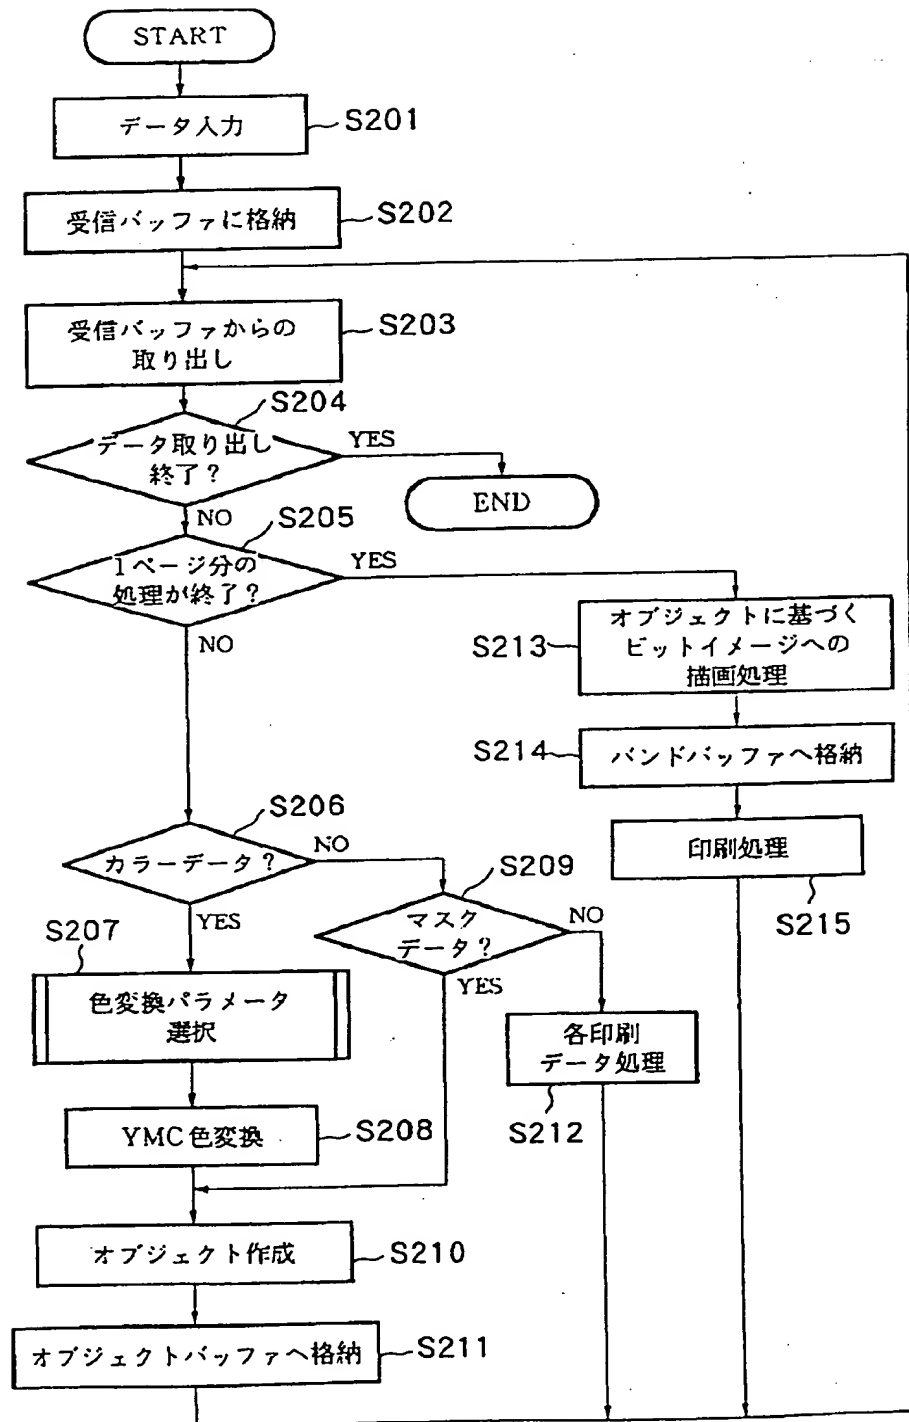 START
データ入力
S201
受信バッファに格納
S202
受信バッファからの
取り出し
S203
S204
データ取り出し
終了？
YES
END
NO
S205
1ページ分の
処理が終了？
YES
NO
オブジェクトに基づく
ビットイメージへの
描画処理
S213
S214
バンドバッファへ格納
印刷処理
S215
S206
カラーデータ？
NO
YES
S209
マスク
データ？
NO
YES
S207
色変換パラメータ
選択
各印刷
データ処理
S212
YMC色変換
S208
オブジェクト作成
S210
オブジェクトバッファへ格納
S211